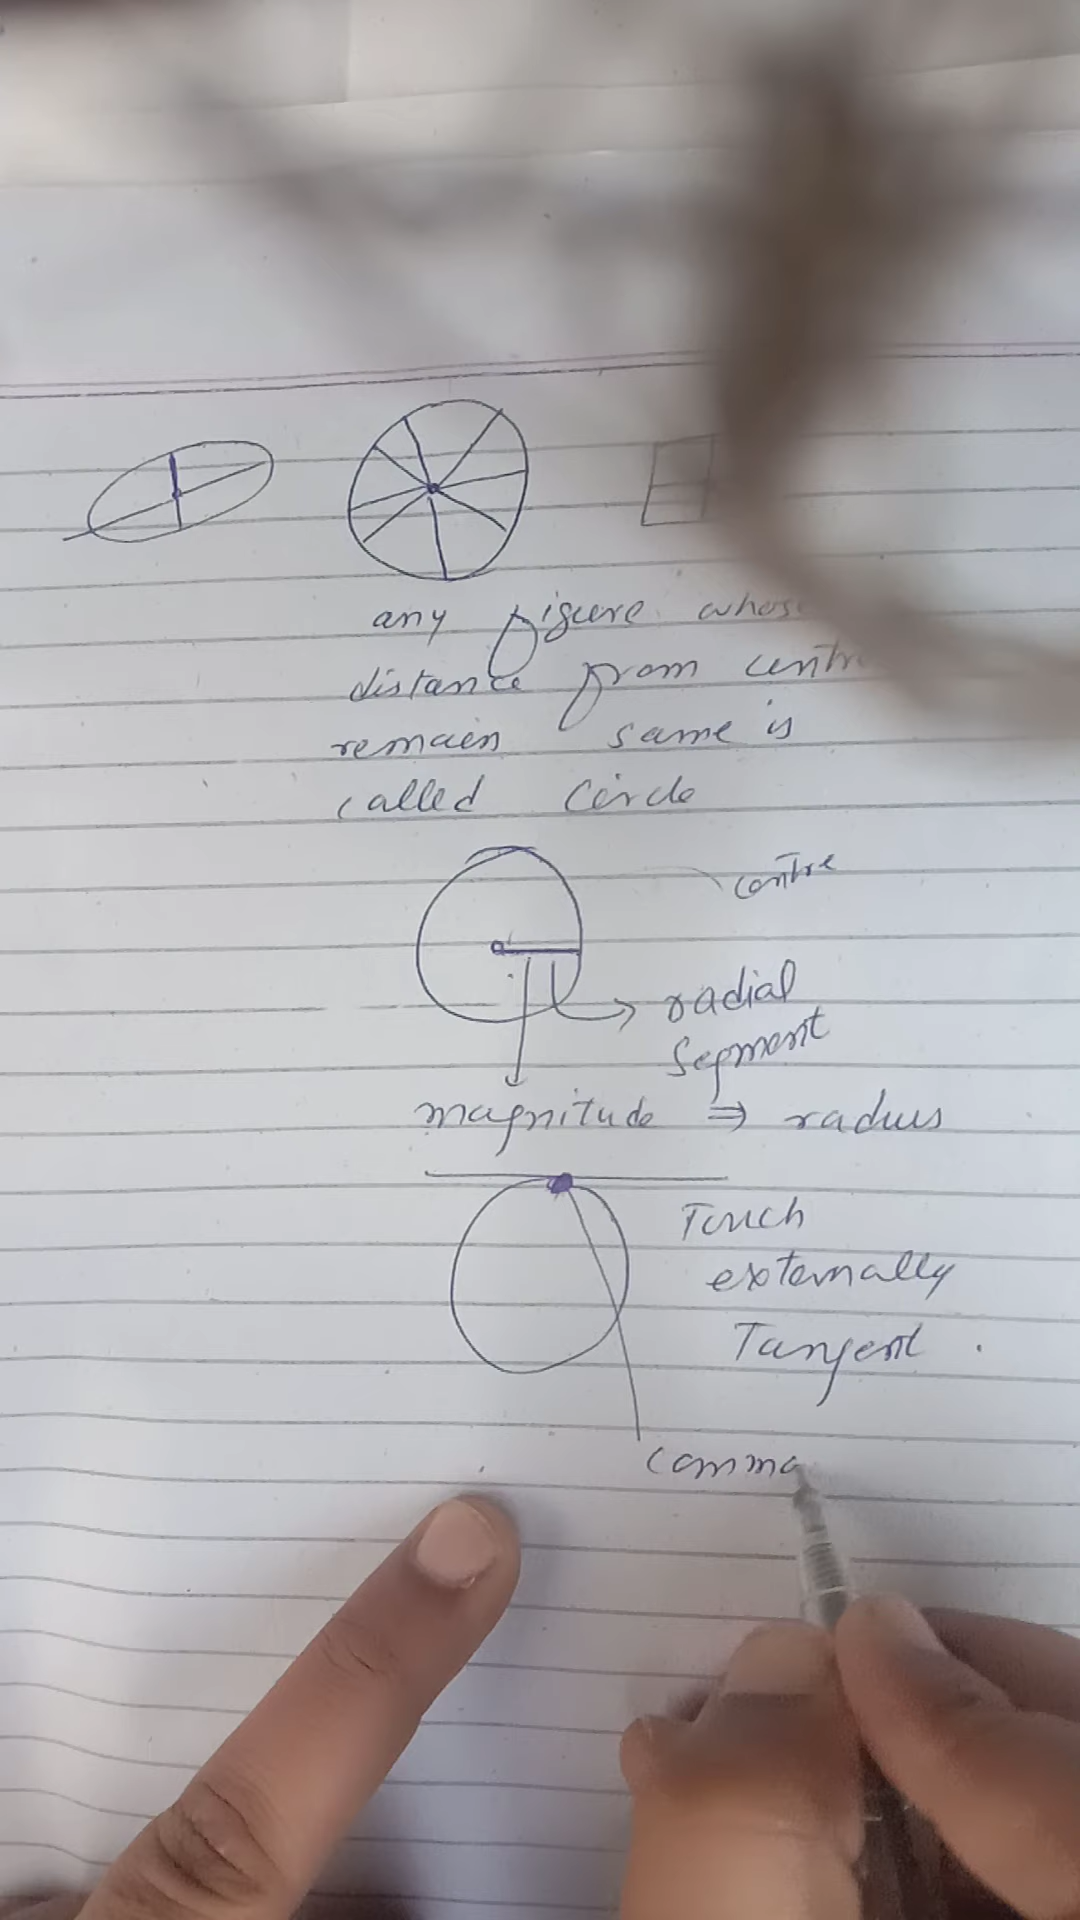 any figure whos
distance from centre
remain same is
called Circle
centre
radial
Segment
magnitude ⇒ radius
Touch
externally
Tangent .
Comma